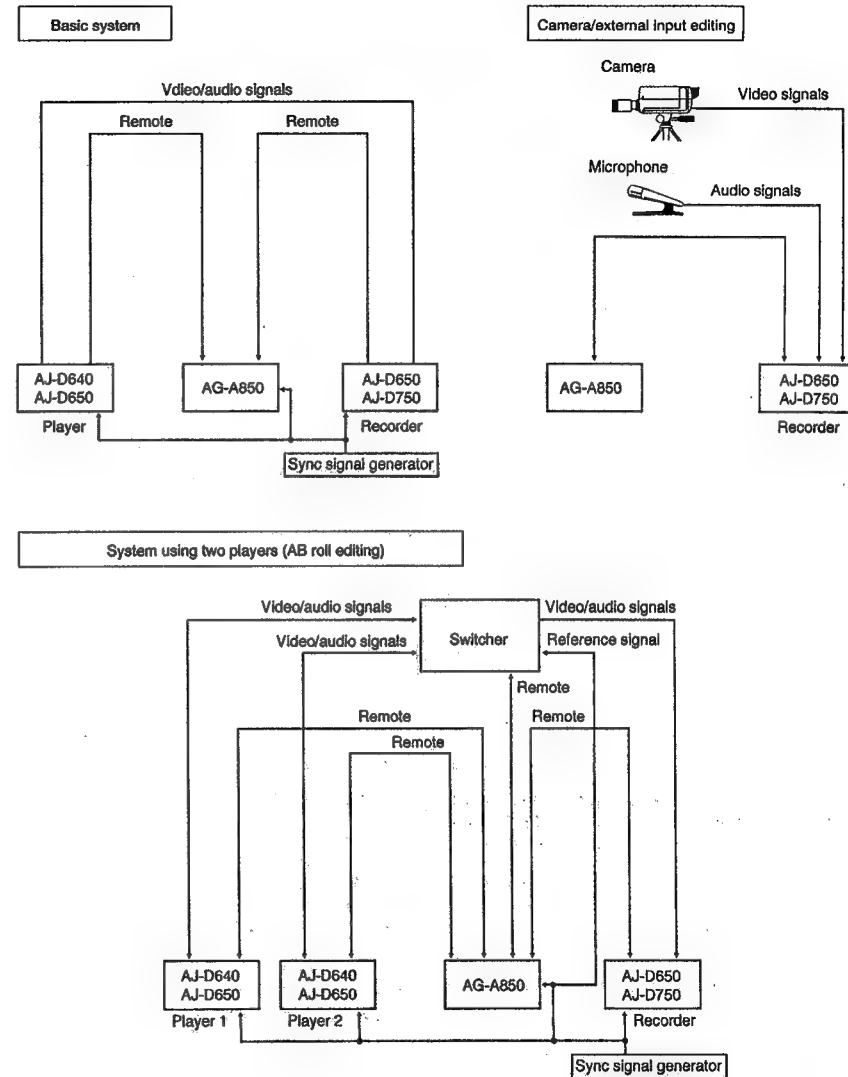 Basic system
Vdieo/audio signals
Remote
Remote
AJ-D640
AJ-D650
Player
AG-A850
AJ-D650
AJ-D750
Recorder
Sync signal generator
Camera/external input editing
Camera
Video signals
Microphone
Audio signals
AG-A850
AJ-D650
AJ-D750
Recorder
System using two players (AB roll editing)
Video/audio signals
Video/audio signals
Switcher
Video/audio signals
Reference signal
Remote
Remote
Remote
Remote
AJ-D640
AJ-D650
Player 1
AJ-D640
AJ-D650
Player 2
AG-A850
AJ-D650
AJ-D750
Recorder
Sync signal generator